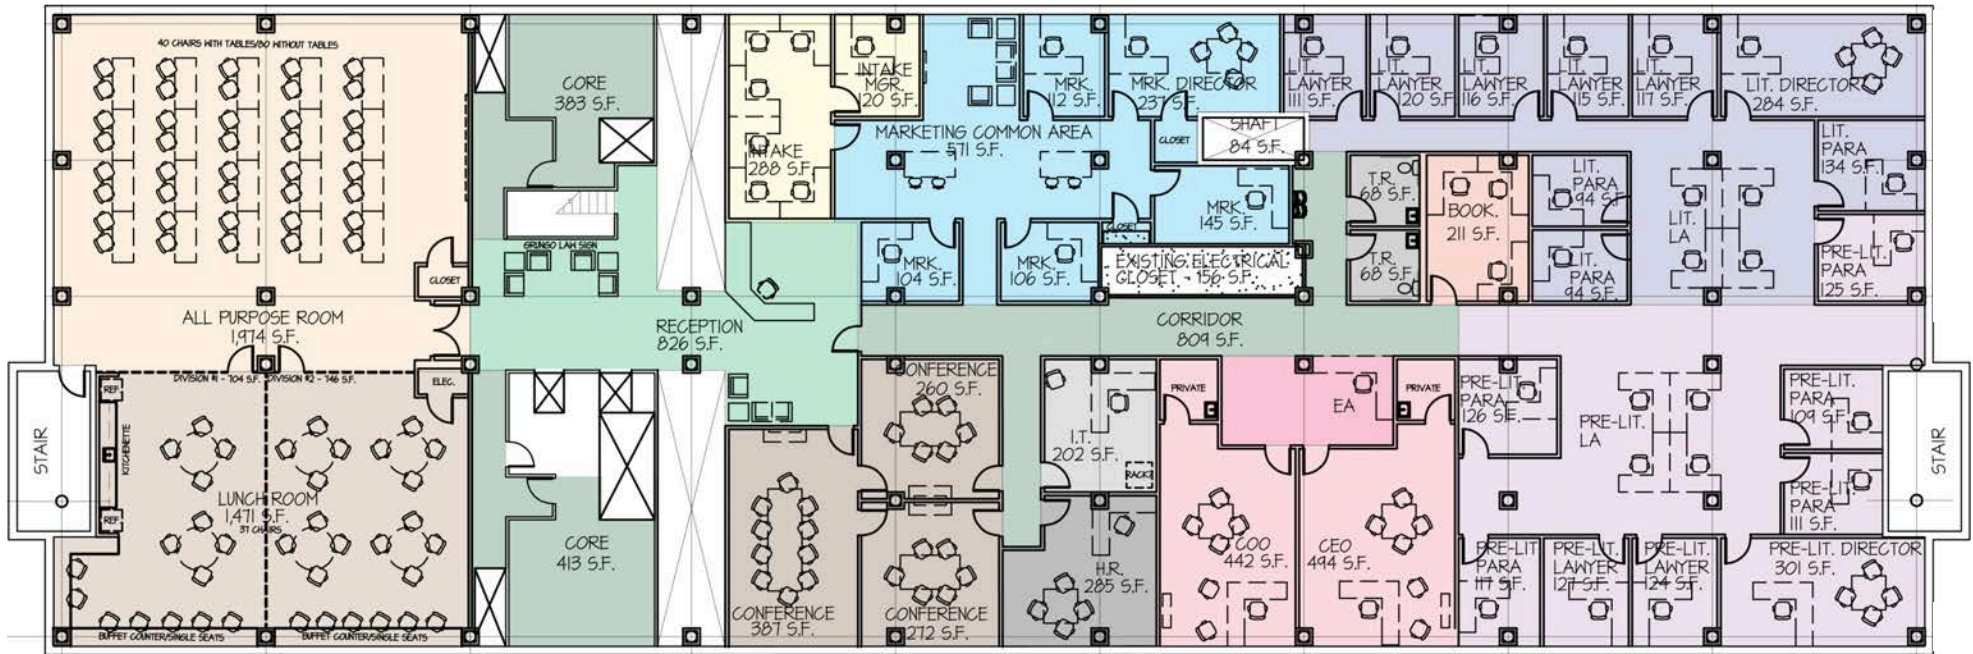 40 CHAIRS WITH TABLES/80 WITHOUT TABLES
ALL PURPOSE ROOM
1,974 S.F.
CLOSET
ELEC.
DIVISION #1 - 704 S.F.
DIVISION #2 - 746 S.F.
REF
KITCHENETTE
REF
LUNCH ROOM
1,471 S.F.
37 CHAIRS
BUFFET COUNTER/SINGLE SEATS
BUFFET COUNTER/SINGLE SEATS
STAIR
CORE
383 S.F.
GRUNGO LAW SIGN
RECEPTION
826 S.F.
CORE
413 S.F.
INTAKE
288 S.F.
INTAKE
MGR.
120 S.F.
MARKETING COMMON AREA
571 S.F.
MRK.
112 S.F.
MRK. DIRECTOR
237 S.F.
CLOSET
SHAFT
84 S.F.
MRK.
104 S.F.
MRK.
106 S.F.
CLOSET
MRK.
145 S.F.
EXISTING ELECTRICAL
CLOSET - 156 S.F.
CORRIDOR
809 S.F.
LIT.
LAWYER
111 S.F.
LIT.
LAWYER
120 S.F.
LIT.
LAWYER
116 S.F.
LIT.
LAWYER
115 S.F.
LIT.
LAWYER
117 S.F.
LIT. DIRECTOR
284 S.F.
T.R.
68 S.F.
T.R.
68 S.F.
BOOK.
211 S.F.
LIT.
PARA
94 S.F.
LIT.
PARA
94 S.F.
LIT.
LA
LIT.
PARA
134 S.F.
PRE-LIT.
PARA
125 S.F.
CONFERENCE
260 S.F.
CONFERENCE
387 S.F.
CONFERENCE
272 S.F.
I.T.
202 S.F.
RACK?
H.R.
285 S.F.
PRIVATE
EA
PRIVATE
COO
442 S.F.
CEO
494 S.F.
PRE-LIT.
PARA
126 S.F.
PRE-LIT.
LA
PRE-LIT.
PARA
109 S.F.
PRE-LIT.
PARA
111 S.F.
PRE-LIT
PARA
117 S.F.
PRE-LIT.
LAWYER
127 S.F.
PRE-LIT.
LAWYER
124 S.F.
PRE-LIT. DIRECTOR
301 S.F.
STAIR